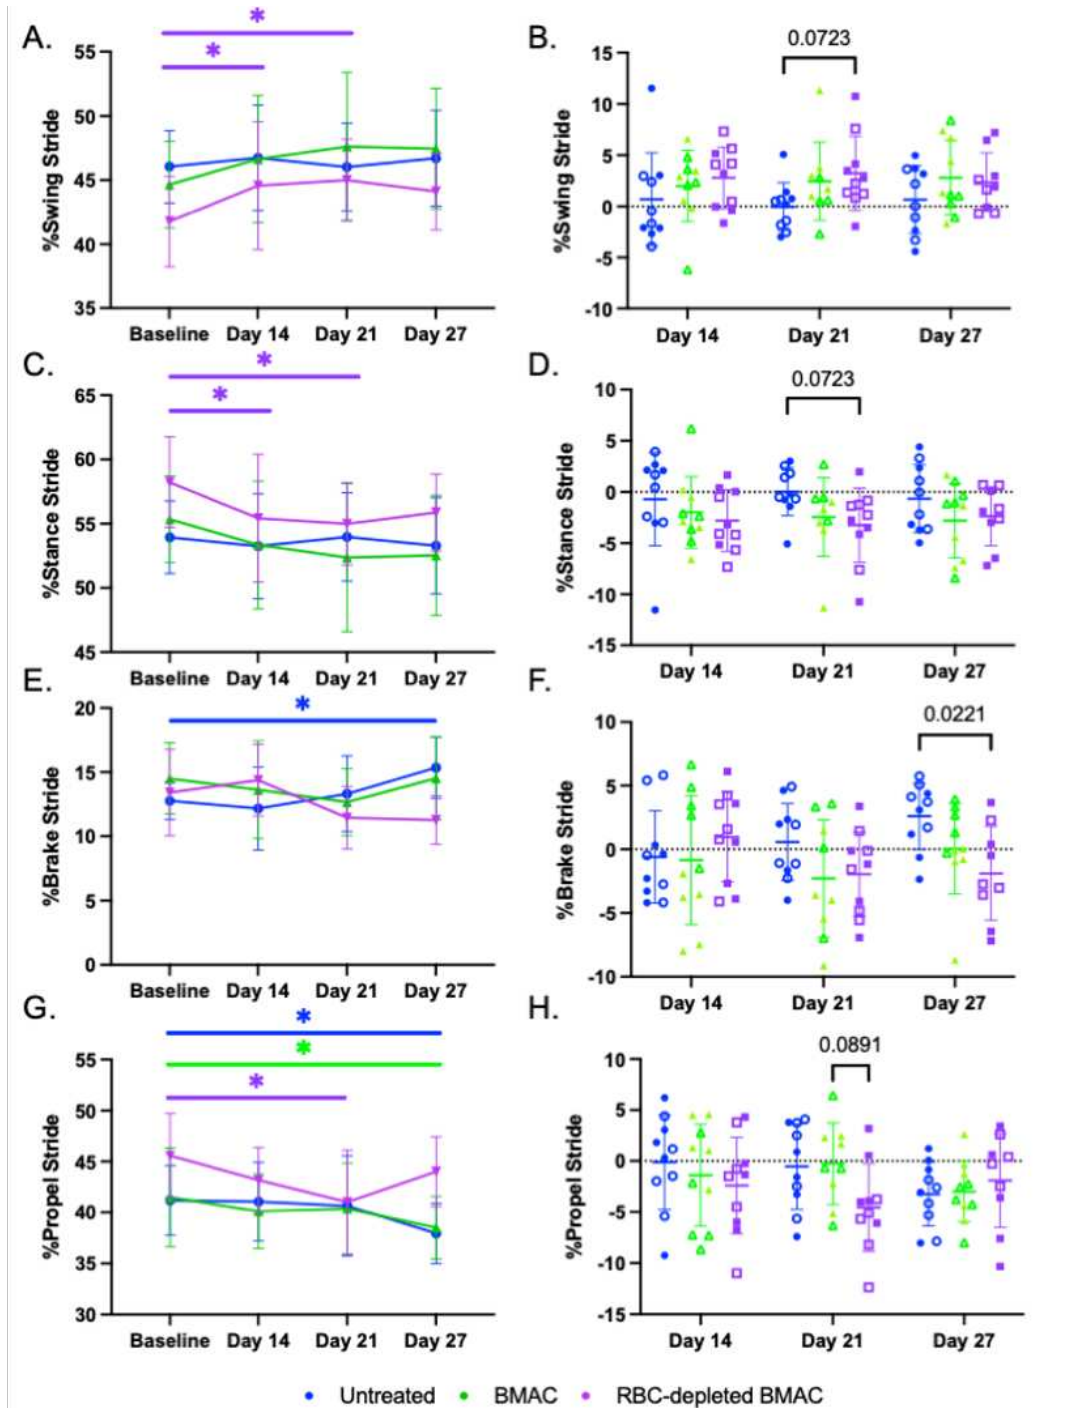 A.
*
*
%Swing Stride
55
50
45
40
35
Baseline Day 14 Day 21 Day 27
B.
0.0723
%Swing Stride
15
10
5
0
-5
-10
Day 14 Day 21 Day 27
C.
*
*
%Stance Stride
65
60
55
50
45
Baseline Day 14 Day 21 Day 27
D.
0.0723
%Stance Stride
10
5
0
-5
-10
-15
Day 14 Day 21 Day 27
E.
*
%Brake Stride
20
15
10
5
0
Baseline Day 14 Day 21 Day 27
F.
0.0221
%Brake Stride
10
5
0
-5
-10
Day 14 Day 21 Day 27
G.
*
*
*
%Propel Stride
55
50
45
40
35
30
Baseline Day 14 Day 21 Day 27
H.
0.0891
%Propel Stride
10
5
0
-5
-10
-15
Day 14 Day 21 Day 27
Untreated BMAC RBC-depleted BMAC